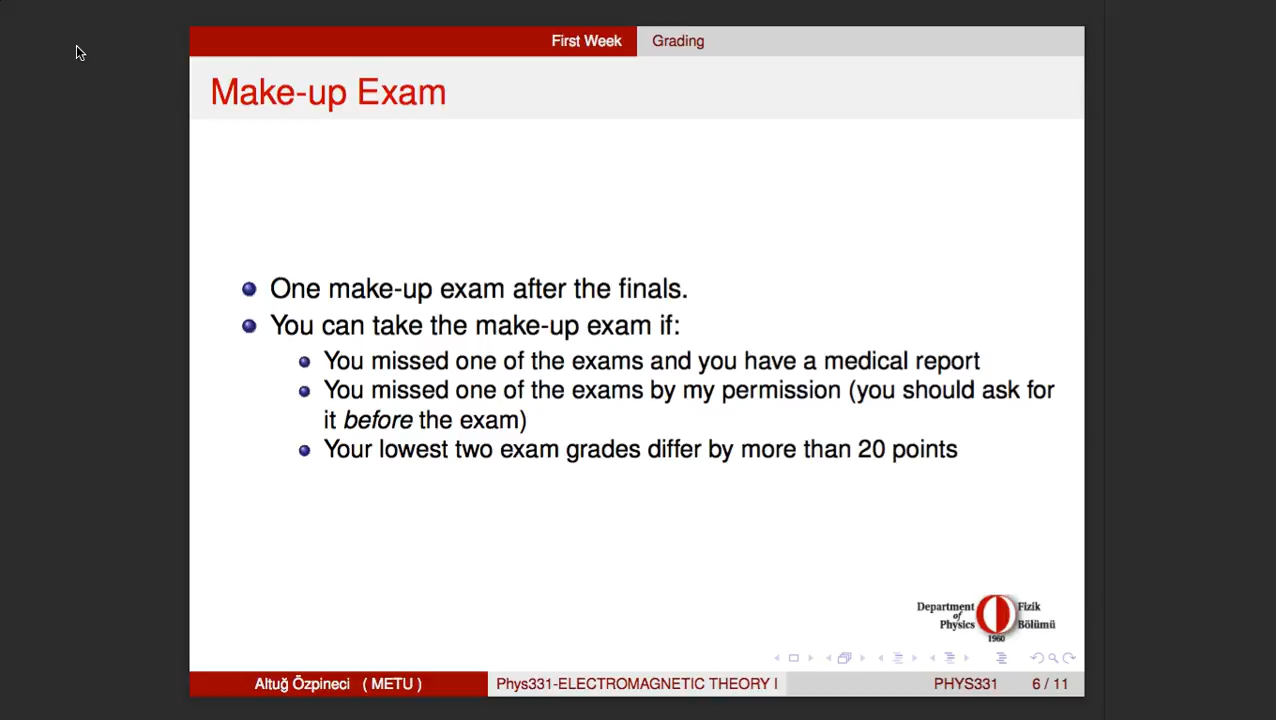 First Week Grading
Make-up Exam
One make-up exam after the finals.
You can take the make-up exam if:
You missed one of the exams and you have a medical report
You missed one of the exams by my permission (you should ask for
it before the exam)
Your lowest two exam grades differ by more than 20 points
Department Fizik
of
Physics Bölümü
1960
Altuğ Özpineci ( METU ) Phys331-ELECTROMAGNETIC THEORY I PHYS331 6 / 11